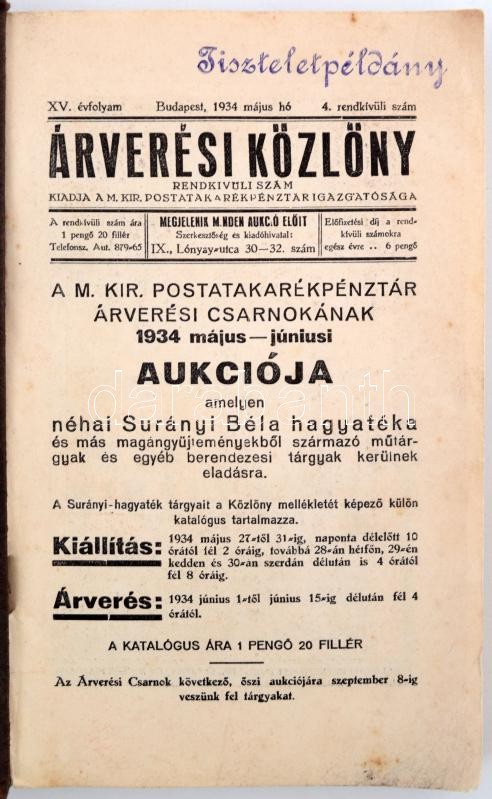 Tiszteletpéldány
XV. évfolyam Budapest, 1934 május hó 4. rendkívüli szám
ÁRVERÉSI KÖZLÖNY
RENDKIVÜLI SZÁM
KIADJA A M. KIR. POSTATAKARÉKPÉNZTÁR IGAZGATÓSÁGA
A rendkívüli szám ára
1 pengő 20 fillér
Telefonsz. Aut. 879-65
MEGJELENIK M.NDEN AUKC.Ó ELŐTT
Szerkesztőség és kiadóhivatal:
IX., Lónyay-utca 30—32. szám
Előfizetési díj a rend-
kívüli számokra
egész évre .. 6 pengő
A M. KIR. POSTATAKARÉKPÉNZTÁR
ÁRVERÉSI CSARNOKÁNAK
1934 május—júniusi
AUKCIÓJA
amelyen
néhai Surányi Béla hagyatéka
és más magángyüjteményekből származó műtár-
gyak és egyéb berendezesi tárgyak kerülnek
eladásra.
A Surányi-hagyaték tárgyait a Közlöny mellékletét képező külön
katalógus tartalmazza.
Kiállítás: 1934 május 27-től 31-ig, naponta délelőtt 10
órától fél 2 óráig, továbbá 28-án hétfőn, 29-én
kedden és 30-án szerdán délután is 4 órától
fél 8 óráig.
Árverés: 1934 június 1-től június 15-ig délután fél 4
órától.
A KATALÓGUS ÁRA 1 PENGŐ 20 FILLÉR
Az Árverési Csarnok következő, őszi aukciójára szeptember 8-ig
veszünk fel tárgyakat.
darabanth.com